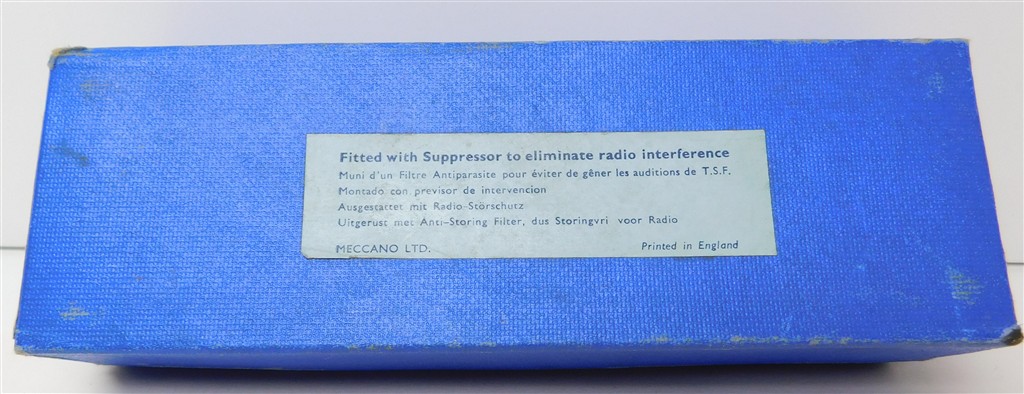 Fitted with Suppressor to eliminate radio interference
Muni d'un Filtre Antiparasite pour éviter de gêner les auditions de T.S.F.
Montado con previsor de intervencion
Ausgestattet mit Radio-Störschutz
Uitgerust met Anti-Storing Filter, dus Storingvri voor Radio
MECCANO LTD. Printed in England